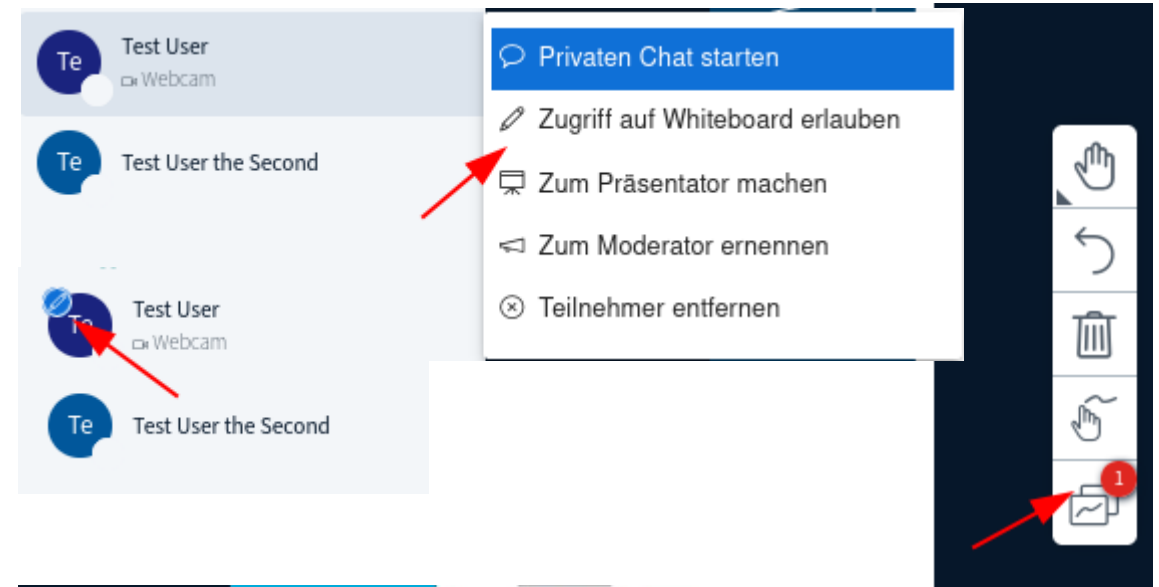 Te
Test User
Webcam
Te
Test User the Second
Privaten Chat starten
Zugriff auf Whiteboard erlauben
Zum Präsentator machen
Zum Moderator ernennen
Teilnehmer entfernen
Te
Test User
Webcam
Te
Test User the Second
1